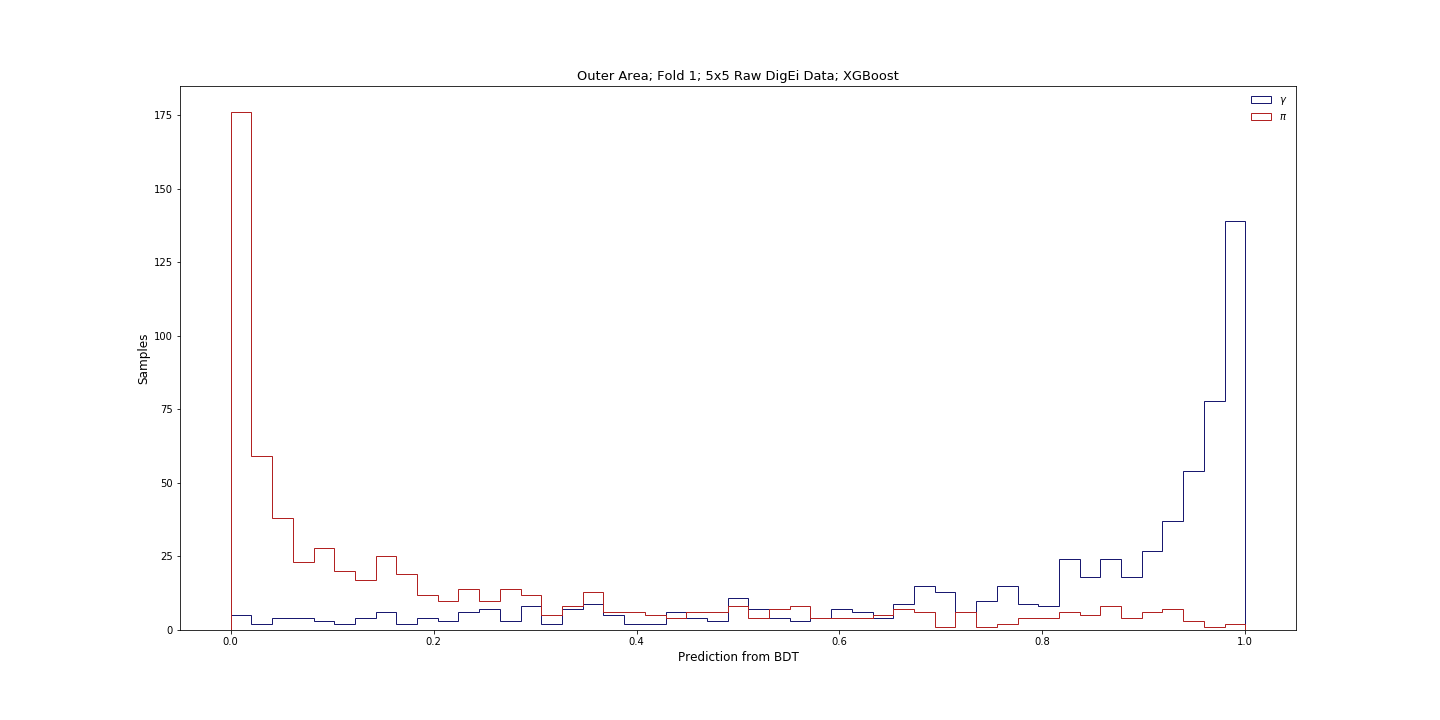 Outer Area; Fold 1; 5x5 Raw DigEi Data; XGBoost
γ
π
175
150
125
100
75
50
25
0
Samples
0.0 0.2 0.4 0.6 0.8 1.0
Prediction from BDT